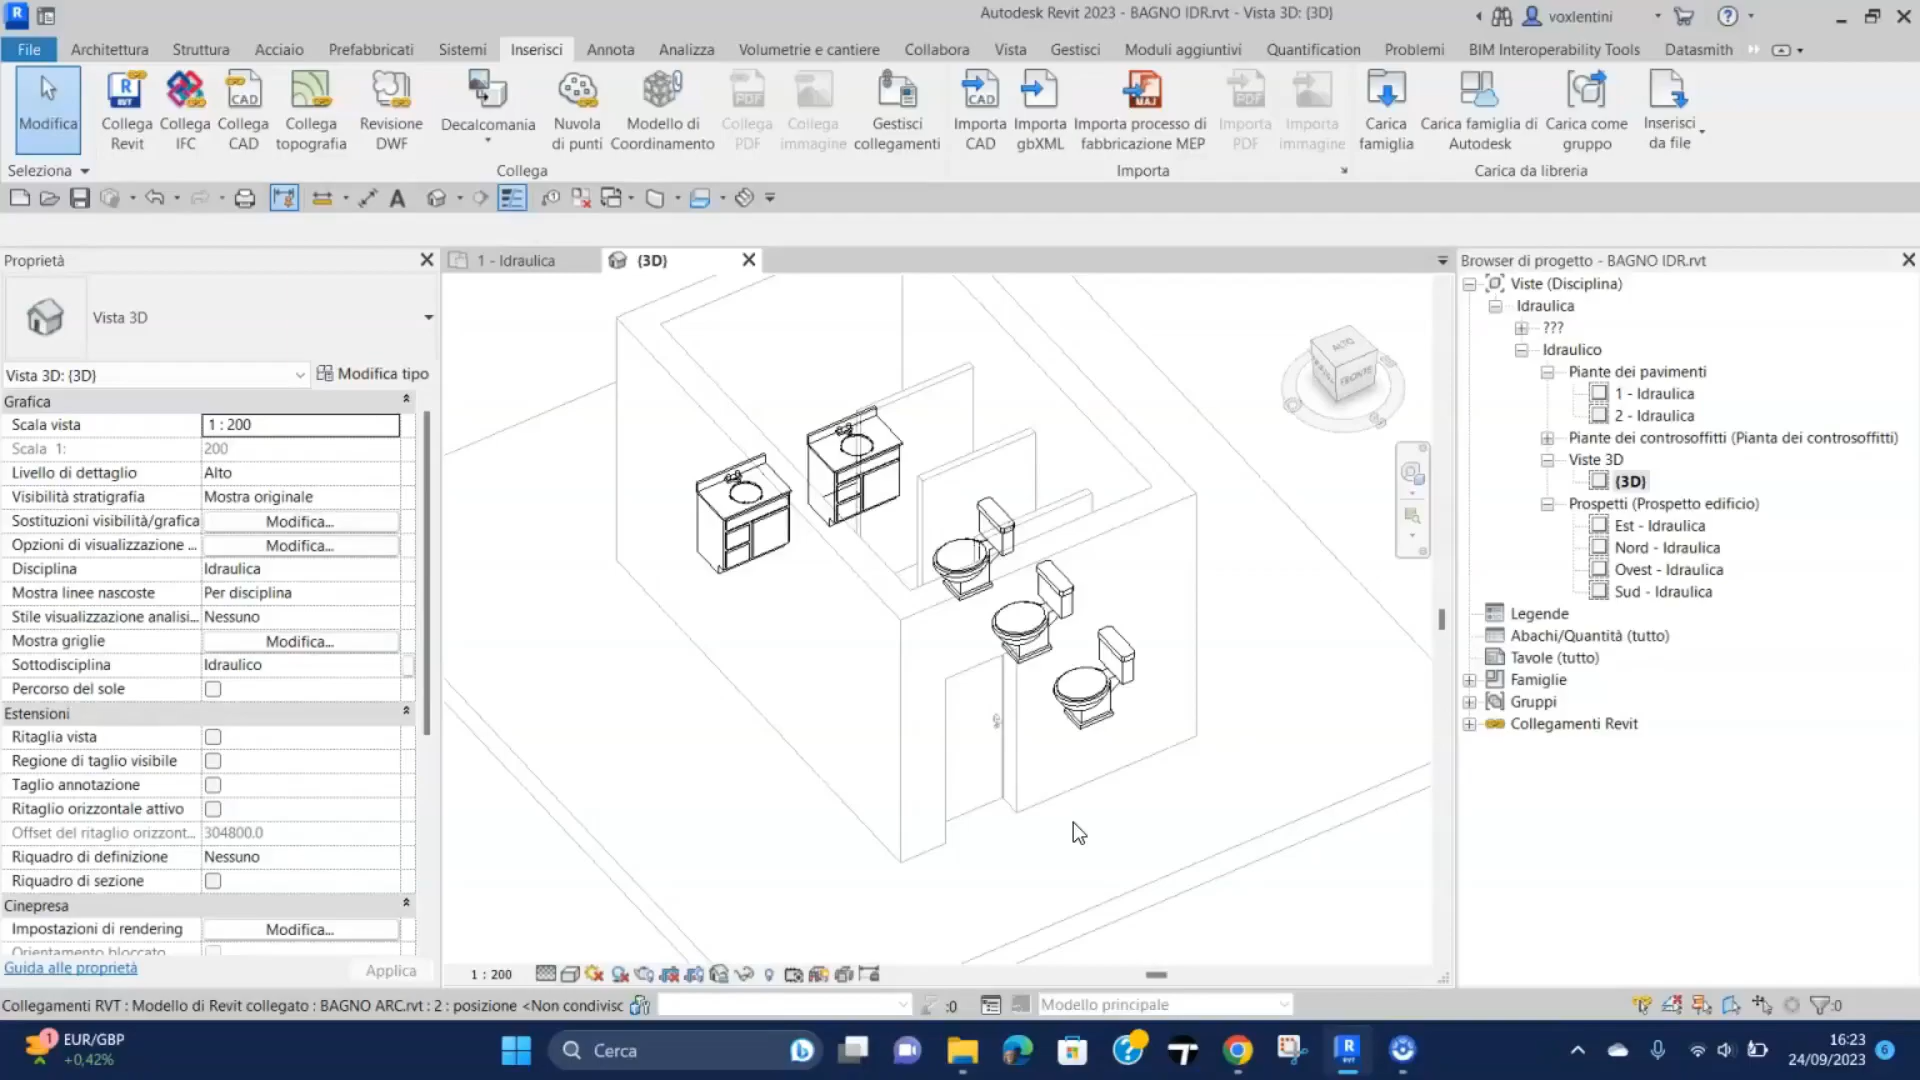 Autodesk Revit 2023 - BAGNO IDR.rvt - Vista 3D: {3D}
voxlentini
File
Architettura
Struttura
Acciaio
Prefabbricati
Sistemi
Inserisci
Annota
Analizza
Volumetrie e cantiere
Collabora
Vista
Gestisci
Moduli aggiuntivi
Quantification
Problemi
BIM Interoperability Tools
Datasmith
Modifica
Collega
Revit
Collega
IFC
Collega
CAD
Collega
topografia
Revisione
DWF
Decalcomania
Nuvola
di punti
Modello di
Coordinamento
Collega
PDF
Collega
immagine
Gestisci
collegamenti
Importa
CAD
Importa
gbXML
Importa processo di
fabbricazione MEP
Importa
PDF
Importa
immagine
Carica
famiglia
Carica famiglia di
Autodesk
Carica come
gruppo
Inserisci
da file
Seleziona
Collega
Importa
Carica da libreria
Proprietà
1 - Idraulica
{3D}
Browser di progetto - BAGNO IDR.rvt
Vista 3D
Vista 3D: {3D}
Modifica tipo
Grafica
Scala vista 1 : 200
Scala 1: 200
Livello di dettaglio Alto
Visibilità stratigrafia Mostra originale
Sostituzioni visibilità/grafica Modifica...
Opzioni di visualizzazione ... Modifica...
Disciplina Idraulica
Mostra linee nascoste Per disciplina
Stile visualizzazione analisi... Nessuno
Mostra griglie Modifica...
Sottodisciplina Idraulico
Percorso del sole
Estensioni
Ritaglia vista
Regione di taglio visibile
Taglio annotazione
Ritaglio orizzontale attivo
Offset del ritaglio orizzont... 304800.0
Riquadro di definizione Nessuno
Riquadro di sezione
Cinepresa
Impostazioni di rendering Modifica...
Orientamento bloccato
Guida alle proprietà
Applica
ALTO
FRONTE
Viste (Disciplina)
Idraulica
???
Idraulico
Piante dei pavimenti
1 - Idraulica
2 - Idraulica
Piante dei controsoffitti (Pianta dei controsoffitti)
Viste 3D
{3D}
Prospetti (Prospetto edificio)
Est - Idraulica
Nord - Idraulica
Ovest - Idraulica
Sud - Idraulica
Legende
Abachi/Quantità (tutto)
Tavole (tutto)
Famiglie
Gruppi
Collegamenti Revit
1 : 200
Collegamenti RVT : Modello di Revit collegato : BAGNO ARC.rvt : 2 : posizione <Non condivisc
:0
Modello principale
:0
EUR/GBP
+0,42%
Cerca
16:23
24/09/2023
6